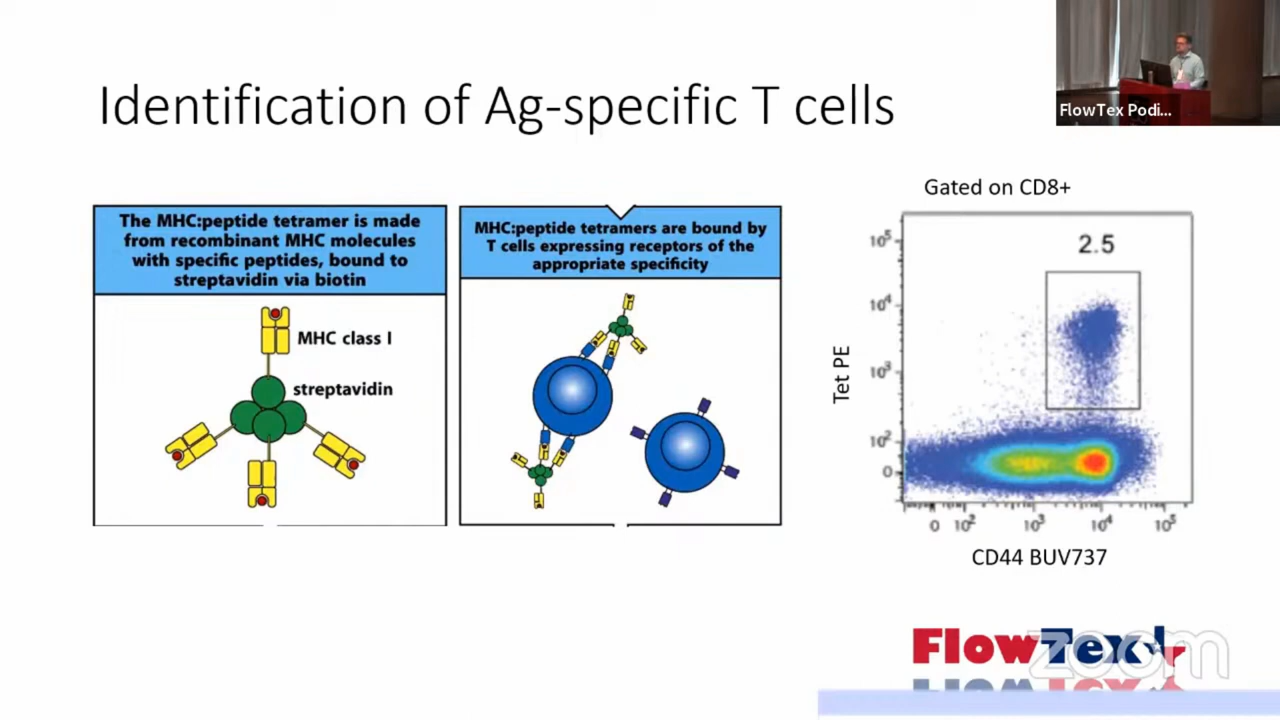 Identification of Ag-specific T cells
FlowTex Podi...
The MHC:peptide tetramer is made
from recombinant MHC molecules
with specific peptides, bound to
streptavidin via biotin
MHC class I
streptavidin
MHC:peptide tetramers are bound by
T cells expressing receptors of the
appropriate specificity
Gated on CD8+
2.5
10⁵
10⁴
10³
10²
0
Tet PE
0 10² 10³ 10⁴ 10⁵
CD44 BUV737
FlowTex
zoom